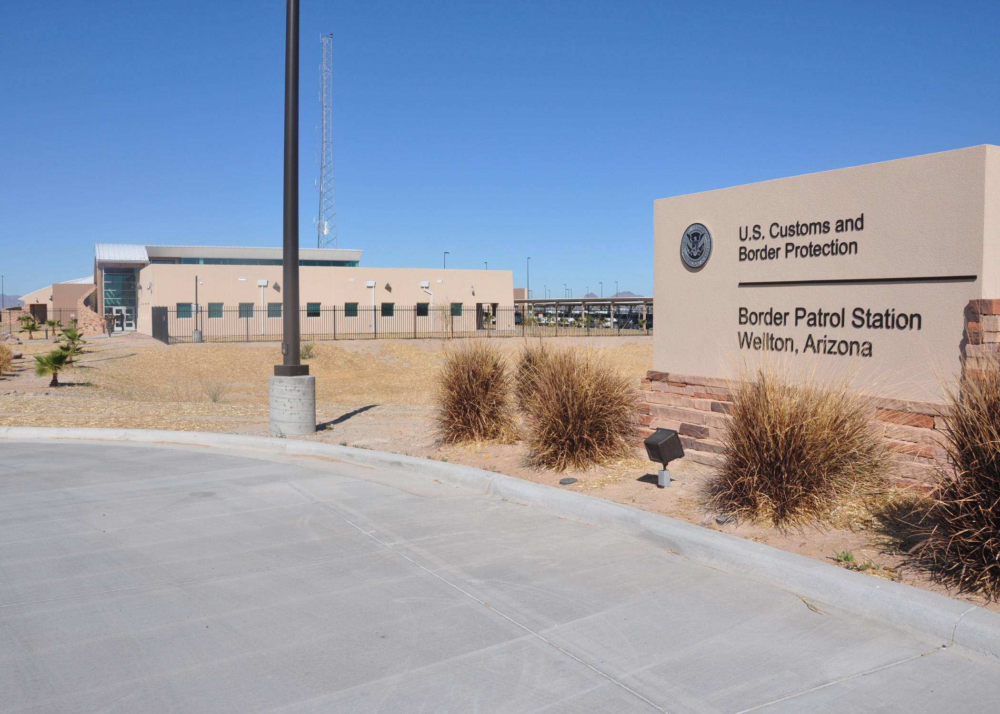 U.S. Customs and
Border Protection
Border Patrol Station
Wellton, Arizona